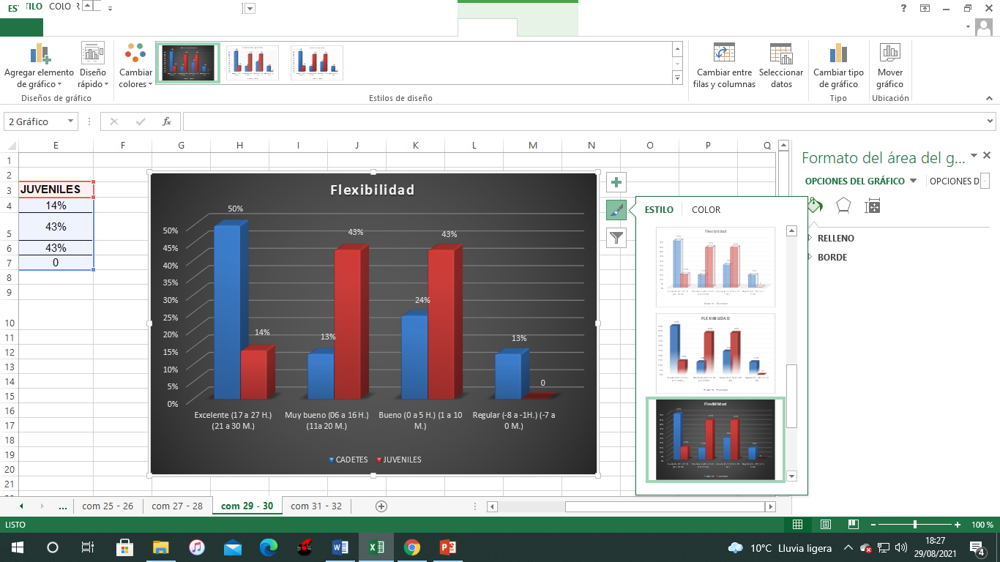 ES
TILO
COLO
R
Agregar elemento
de gráfico
Diseño
rápido
Cambiar
colores
Cambiar entre
filas y columnas
Seleccionar
datos
Cambiar tipo
de gráfico
Mover
gráfico
Diseños de gráfico
Estilos de diseño
Tipo
Ubicación
2 Gráfico
fx
E F G H I J K L M N O P Q
1
2
3 JUVENILES
4 14%
5 43%
6 43%
7 0
8
9
10
11
12
13
14
15
16
17
18
19
20
21
Flexibilidad
50%
45%
40%
35%
30%
25%
20%
15%
10%
5%
0%
50%
14%
13%
43%
24%
43%
13%
0
Excelente (17 a 27 H.)
(21 a 30 M.)
Muy bueno (06 a 16 H.)
(11a 20 M.)
Bueno (0 a 5 H.) (1 a 10
M.)
Regular (-8 a -1H.) (-7 a
0 M.)
CADETES JUVENILES
ESTILO COLOR
Flexibilidad
FLEXIBILIDAD
Flexibilidad
Formato del área del g...
OPCIONES DEL GRÁFICO OPCIONES D
RELLENO
BORDE
... com 25 - 26 com 27 - 28 com 29 - 30 com 31 - 32
LISTO
100 %
10°C Lluvia ligera
18:27
29/08/2021
4